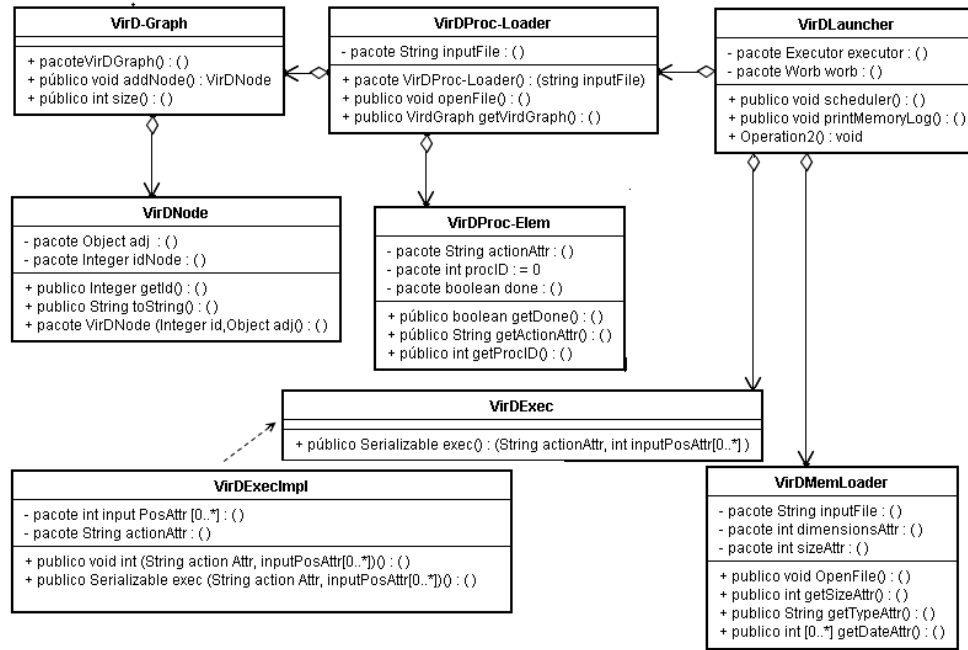 VirD-Graph
+ pacoteVirDGraph() : ( )
+ público void addNode() : VirDNode
+ público int size() : ( )
VirDProc-Loader
- pacote String inputFile : ( )
+ pacote VirDProc-Loader() : (string inputFile)
+ publico void openFile() : ( )
+ publico VirdGraph getVirdGraph() : ( )
VirDLauncher
- pacote Executor executor : ( )
- pacote Worb worb : ( )
+ publico void scheduler() : ( )
+ publico void printMemoryLog() : ( )
+ Operation2() : void
VirDNode
- pacote Object adj : ( )
- pacote Integer idNode : ( )
+ publico Integer getId() : ( )
+ publico String toString() : ( )
+ pacote VirDNode (Integer id,Object adj() : ( )
VirDProc-Elem
- pacote String actionAttr : ( )
- pacote int procID : = 0
- pacote boolean done : ( )
+ público boolean getDone() : ( )
+ público String getActionAttr() : ( )
+ público int getProcID() : ( )
VirDExec
+ público Serializable exec() : (String actionAttr, int inputPosAttr[0..*] )
VirDExecImpl
- pacote int input PosAttr [0..*] : ( )
- pacote String actionAttr : ( )
+ publico void int (String action Attr, inputPosAttr[0..*])() : ( )
+ publico Serializable exec (String action Attr, inputPosAttr[0..*])() : ( )
VirDMemLoader
- pacote String inputFile : ( )
- pacote int dimensionsAttr : ( )
- pacote int sizeAttr : ( )
+ publico void OpenFile() : ( )
+ publico int getSizeAttr() : ( )
+ publico String getTypeAttr() : ( )
+ publico int [0..*] getDateAttr() : ( )